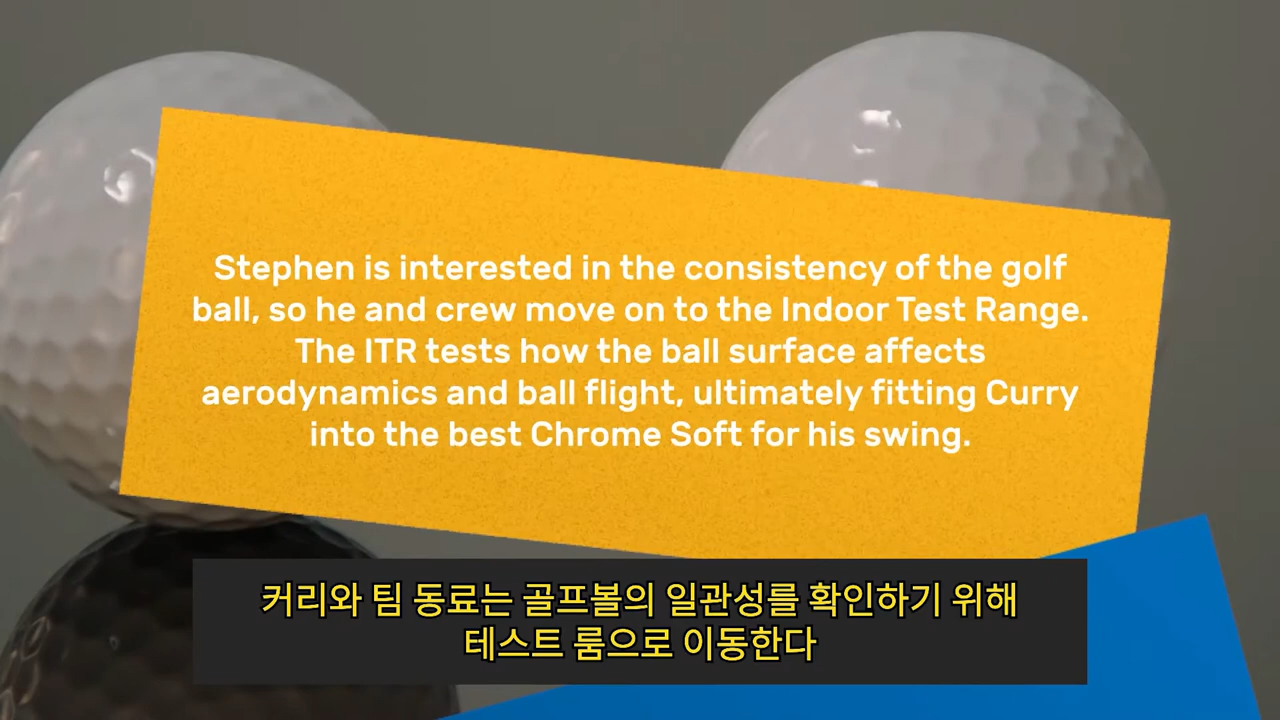 Stephen is interested in the consistency of the golf
ball, so he and crew move on to the Indoor Test Range.
The ITR tests how the ball surface affects
aerodynamics and ball flight, ultimately fitting Curry
into the best Chrome Soft for his swing.
커리와 팀 동료는 골프볼의 일관성를 확인하기 위해
테스트 룸으로 이동한다